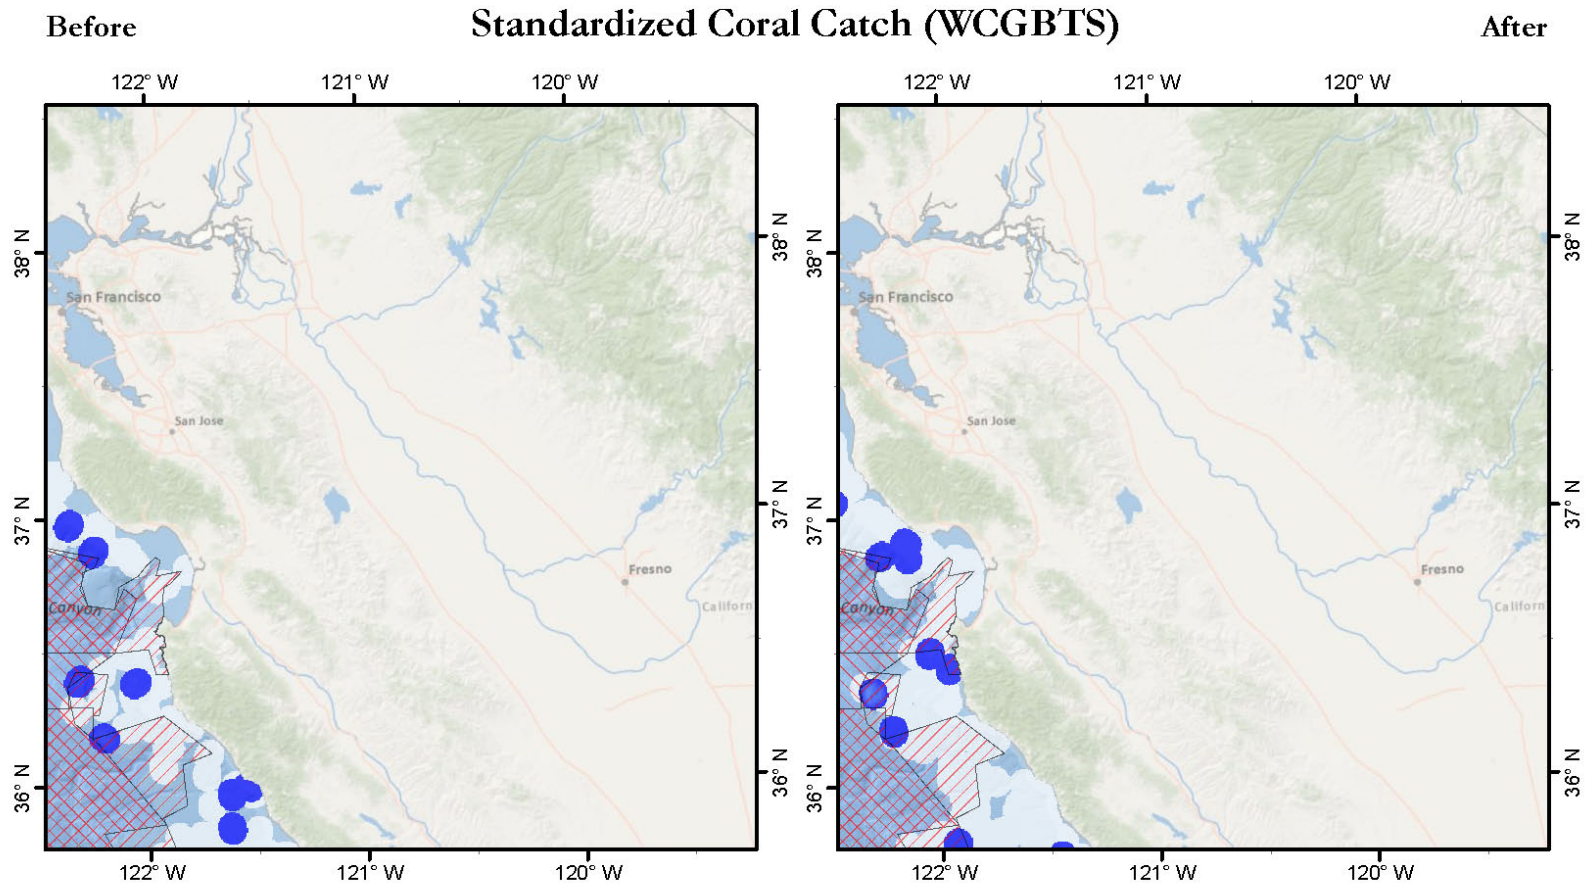 Before
Standardized Coral Catch (WCGBTS)
After
122° W
121° W
120° W
122° W
121° W
120° W
38° N
38° N
38° N
38° N
San Francisco
San Francisco
San Jose
San Jose
37° N
37° N
37° N
37° N
Fresno
Fresno
Canyon
Californ
Canyon
Californ
36° N
36° N
36° N
36° N
122° W
121° W
120° W
122° W
121° W
120° W